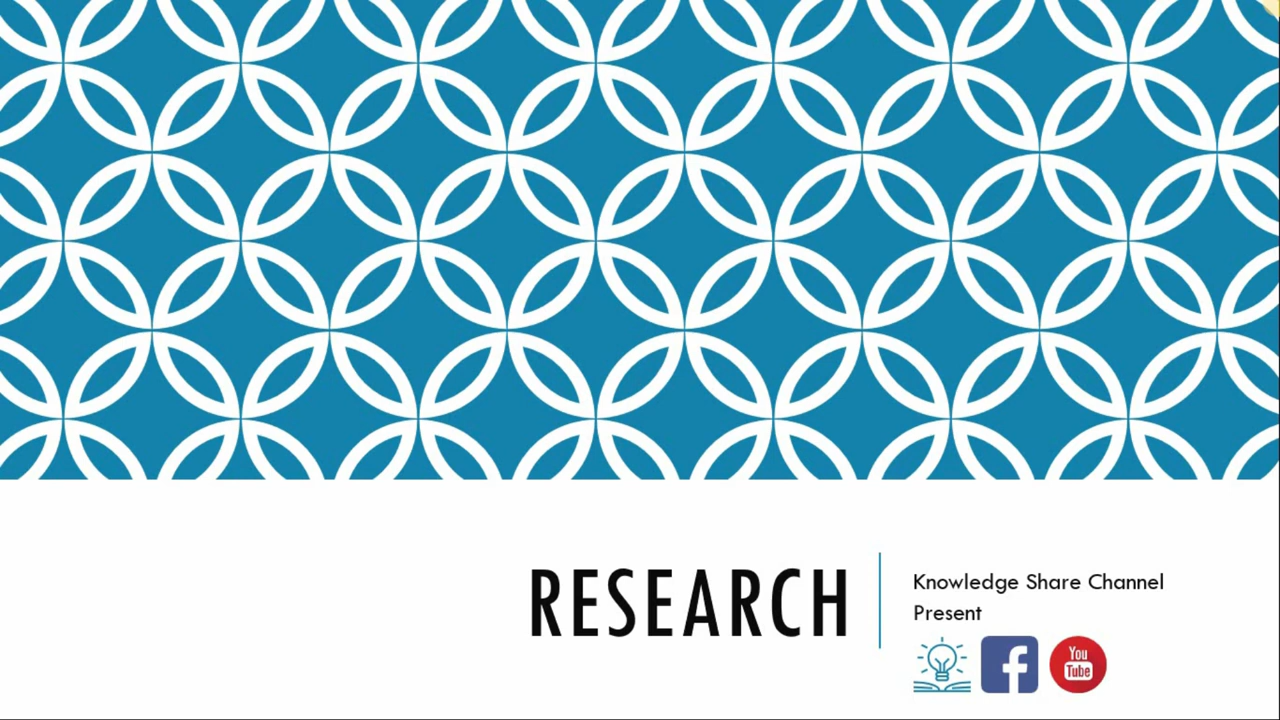 RESEARCH
Knowledge Share Channel
Present
f
You
Tube